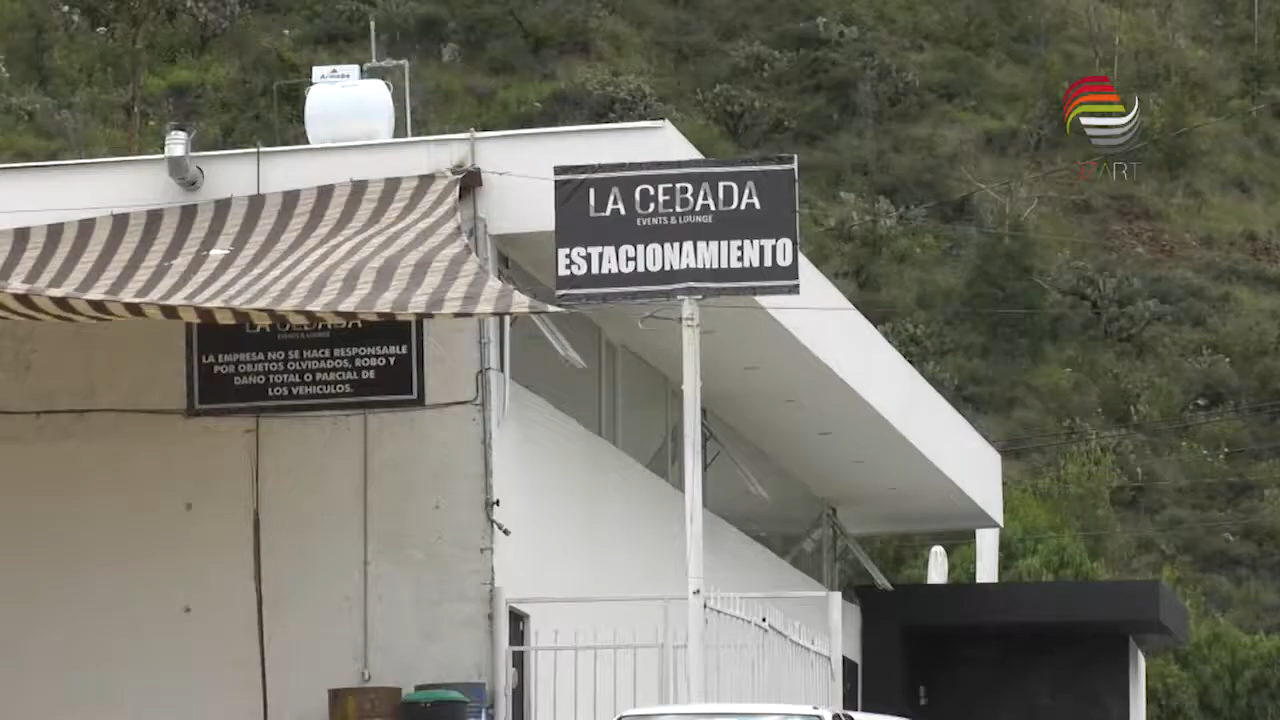 LA CEBADA
EVENTS & LOUNGE
ESTACIONAMIENTO
LA CEBADA
EVENTS & LOUNGE
LA EMPRESA NO SE HACE RESPONSABLE
POR OBJETOS OLVIDADOS, ROBO Y
DAÑO TOTAL O PARCIAL DE
LOS VEHICULOS.